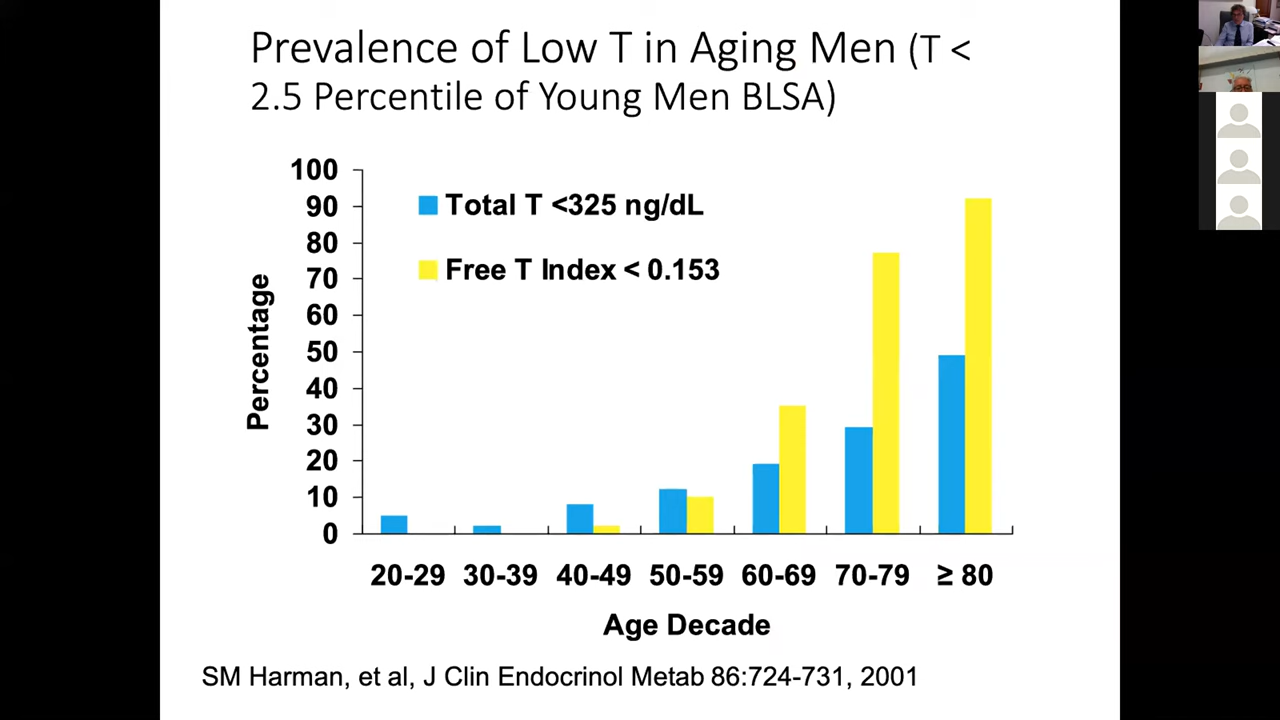 Prevalence of Low T in Aging Men (T <
2.5 Percentile of Young Men BLSA)
100
90
80
70
60
50
40
30
20
10
0
Percentage
Total T <325 ng/dL
Free T Index < 0.153
20-29 30-39 40-49 50-59 60-69 70-79 ≥ 80
Age Decade
SM Harman, et al, J Clin Endocrinol Metab 86:724-731, 2001